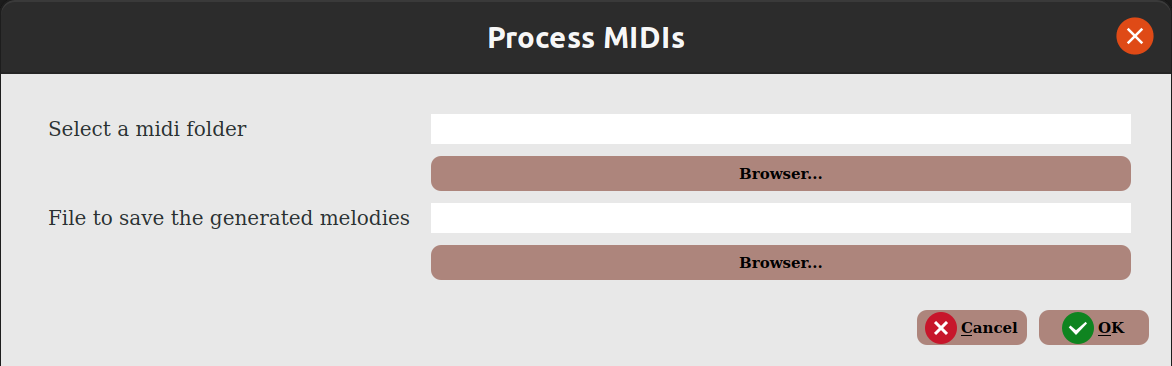 Process MIDIs
Select a midi folder
Browser...
File to save the generated melodies
Browser...
Cancel OK